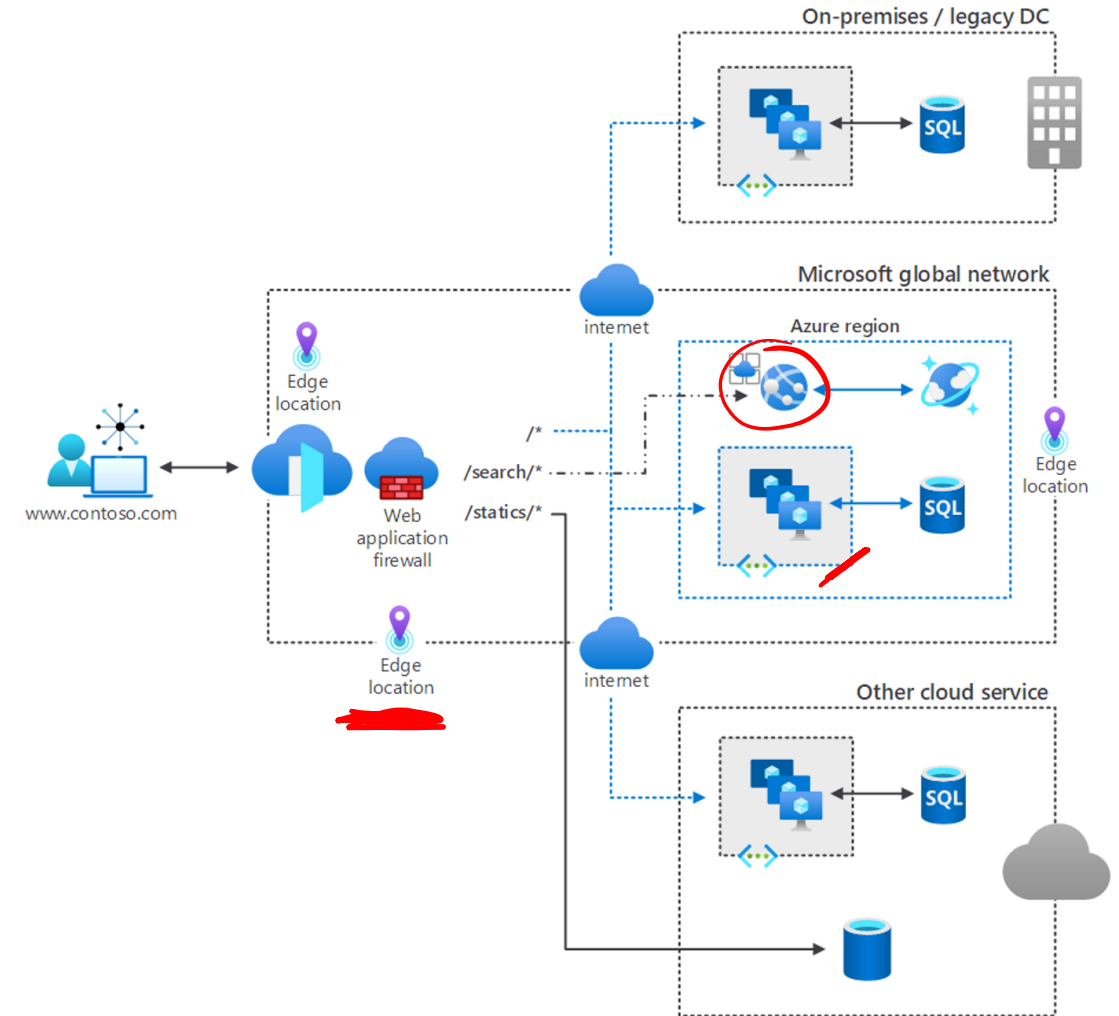 On-premises / legacy DC
SQL
Microsoft global network
internet
Azure region
Edge
location
/*
/search/*
/statics/*
www.contoso.com
Web
application
firewall
SQL
Edge
location
Edge
location
internet
Other cloud service
SQL